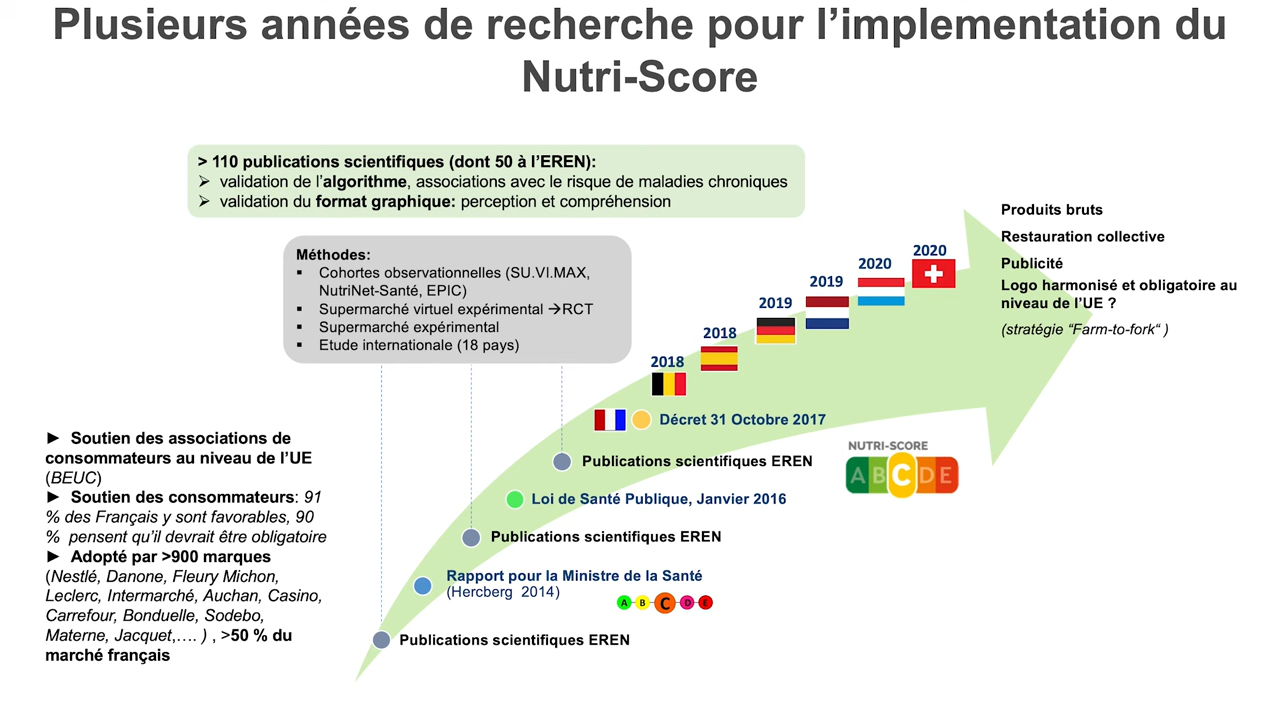 Plusieurs années de recherche pour l’implementation du
Nutri-Score
> 110 publications scientifiques (dont 50 à l’EREN):
➢ validation de l’algorithme, associations avec le risque de maladies chroniques
➢ validation du format graphique: perception et compréhension
Méthodes:
▪ Cohortes observationnelles (SU.VI.MAX,
NutriNet-Santé, EPIC)
▪ Supermarché virtuel expérimental →RCT
▪ Supermarché expérimental
▪ Etude internationale (18 pays)
Produits bruts
Restauration collective
Publicité
Logo harmonisé et obligatoire au
niveau de l’UE ?
(stratégie “Farm-to-fork“ )
2020
2020
2019
2019
2018
2018
Décret 31 Octobre 2017
Publications scientifiques EREN
Loi de Santé Publique, Janvier 2016
Publications scientifiques EREN
Rapport pour la Ministre de la Santé
(Hercberg 2014)
A B C D E
Publications scientifiques EREN
NUTRI-SCORE
A B C D E
► Soutien des associations de
consommateurs au niveau de l’UE
(BEUC)
► Soutien des consommateurs: 91
% des Français y sont favorables, 90
% pensent qu’il devrait être obligatoire
► Adopté par >900 marques
(Nestlé, Danone, Fleury Michon,
Leclerc, Intermarché, Auchan, Casino,
Carrefour, Bonduelle, Sodebo,
Materne, Jacquet,…. ) , >50 % du
marché français